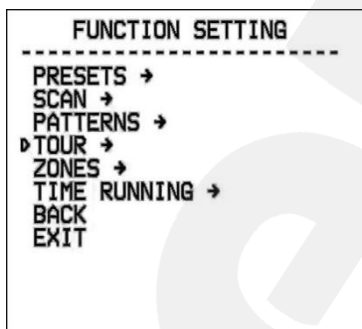 FUNCTION SETTING
PRESETS →
SCAN →
PATTERNS →
TOUR →
ZONES →
TIME RUNNING →
BACK
EXIT